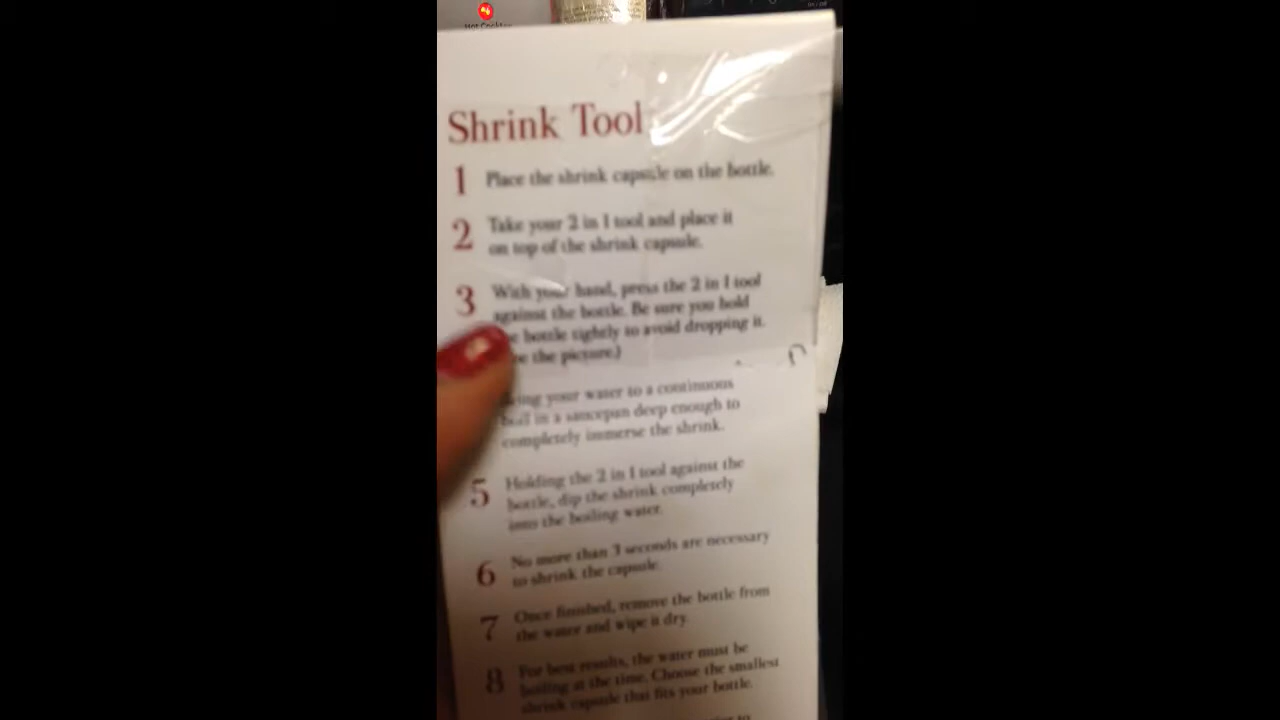 Hot Cooktop
Shrink Tool
1 Place the shrink capsule on the bottle.
2 Take your 2 in 1 tool and place it
on top of the shrink capsule.
3 With your hand, press the 2 in 1 tool
against the bottle. Be sure you hold
bottle tightly to avoid dropping it.
the picture.)
your water to a continuous
boil in a saucepan deep enough to
completely immerse the shrink.
5 Holding the 2 in 1 tool against the
bottle, dip the shrink completely
into the boiling water.
6 No more than 3 seconds are necessary
to shrink the capsule.
7 Once finished, remove the bottle from
the water and wipe it dry.
8 For best results, the water must be
boiling at the time. Choose the smallest
shrink capsule that fits your bottle.